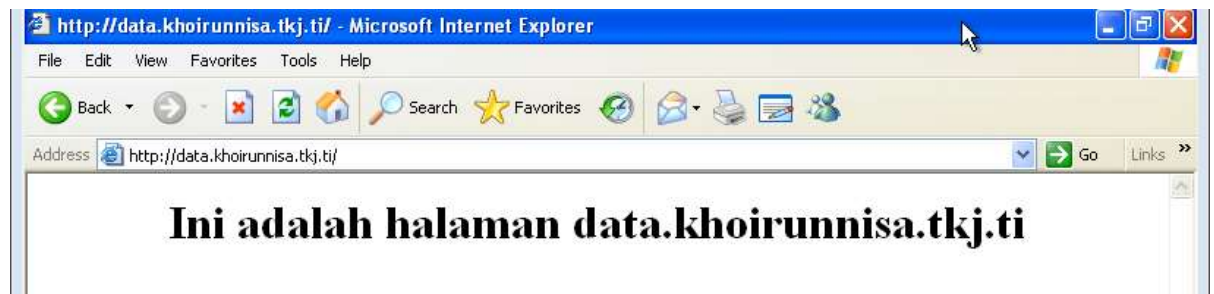 http://data.khoirunnisa.tkj.ti/ - Microsoft Internet Explorer
File Edit View Favorites Tools Help
Back Search Favorites
Address http://data.khoirunnisa.tkj.ti/ Go Links »
Ini adalah halaman data.khoirunnisa.tkj.ti